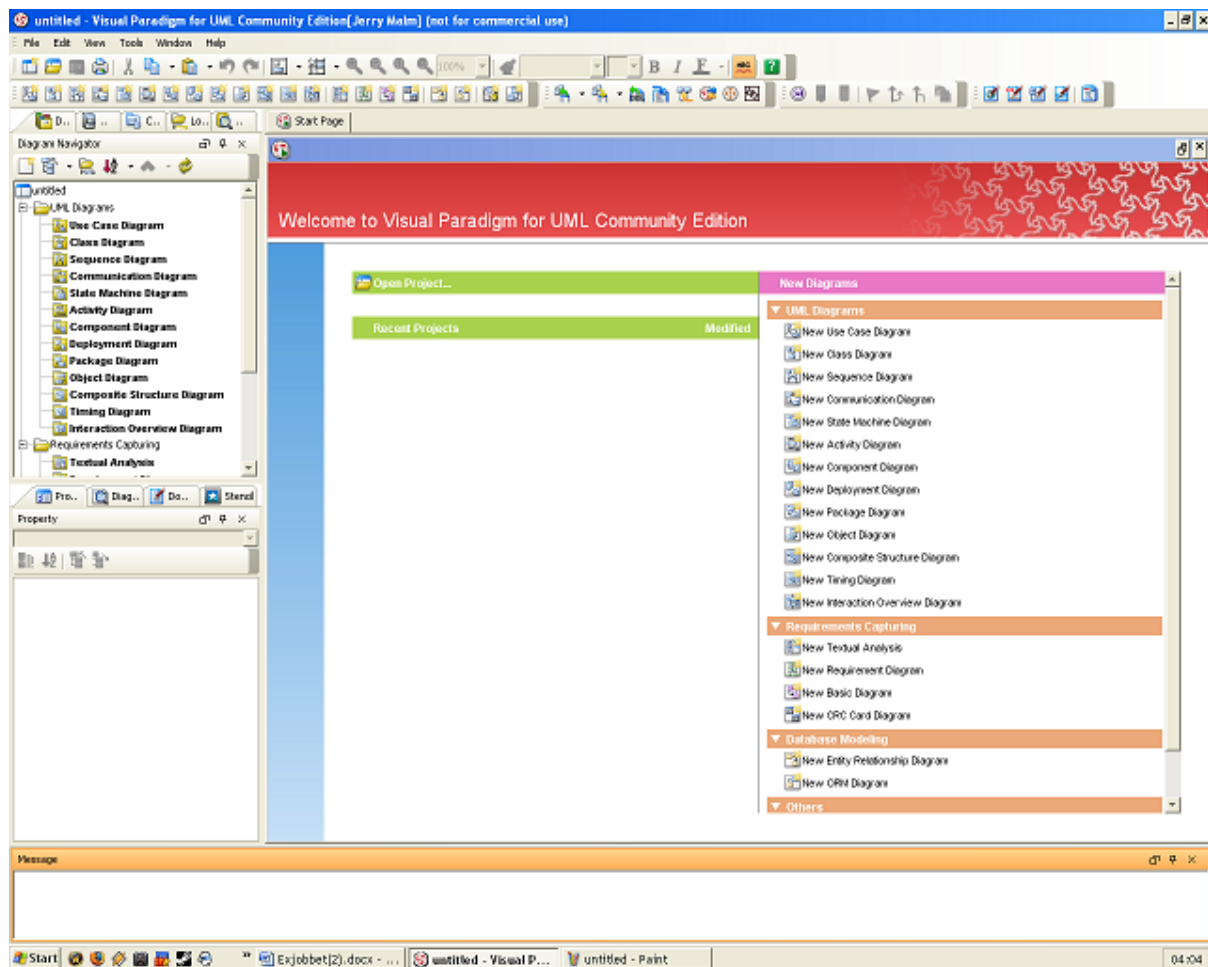 untitled - Visual Paradigm for UML Community Edition[Jerry Malm] (not for commercial use)
File Edit View Tools Window Help
100%
B I F
ABC
D.. .. C.. Lo.. ..
Start Page
Diagram Navigator
untitled
UML Diagrams
Use Case Diagram
Class Diagram
Sequence Diagram
Communication Diagram
State Machine Diagram
Activity Diagram
Component Diagram
Deployment Diagram
Package Diagram
Object Diagram
Composite Structure Diagram
Timing Diagram
Interaction Overview Diagram
Requirements Capturing
Textual Analysis
Pro.. Diag.. Do.. Stencil
Property
Welcome to Visual Paradigm for UML Community Edition
Open Project...
Recent Projects Modified
New Diagrams
UML Diagrams
New Use Case Diagram
New Class Diagram
New Sequence Diagram
New Communication Diagram
New State Machine Diagram
New Activity Diagram
New Component Diagram
New Deployment Diagram
New Package Diagram
New Object Diagram
New Composite Structure Diagram
New Timing Diagram
New Interaction Overview Diagram
Requirements Capturing
New Textual Analysis
New Requirement Diagram
New Basic Diagram
New CRC Card Diagram
Database Modeling
New Entity Relationship Diagram
New ORM Diagram
Others
Message
Start Exjobbet(2).docx - ... untitled - Visual P... untitled - Paint 04:04